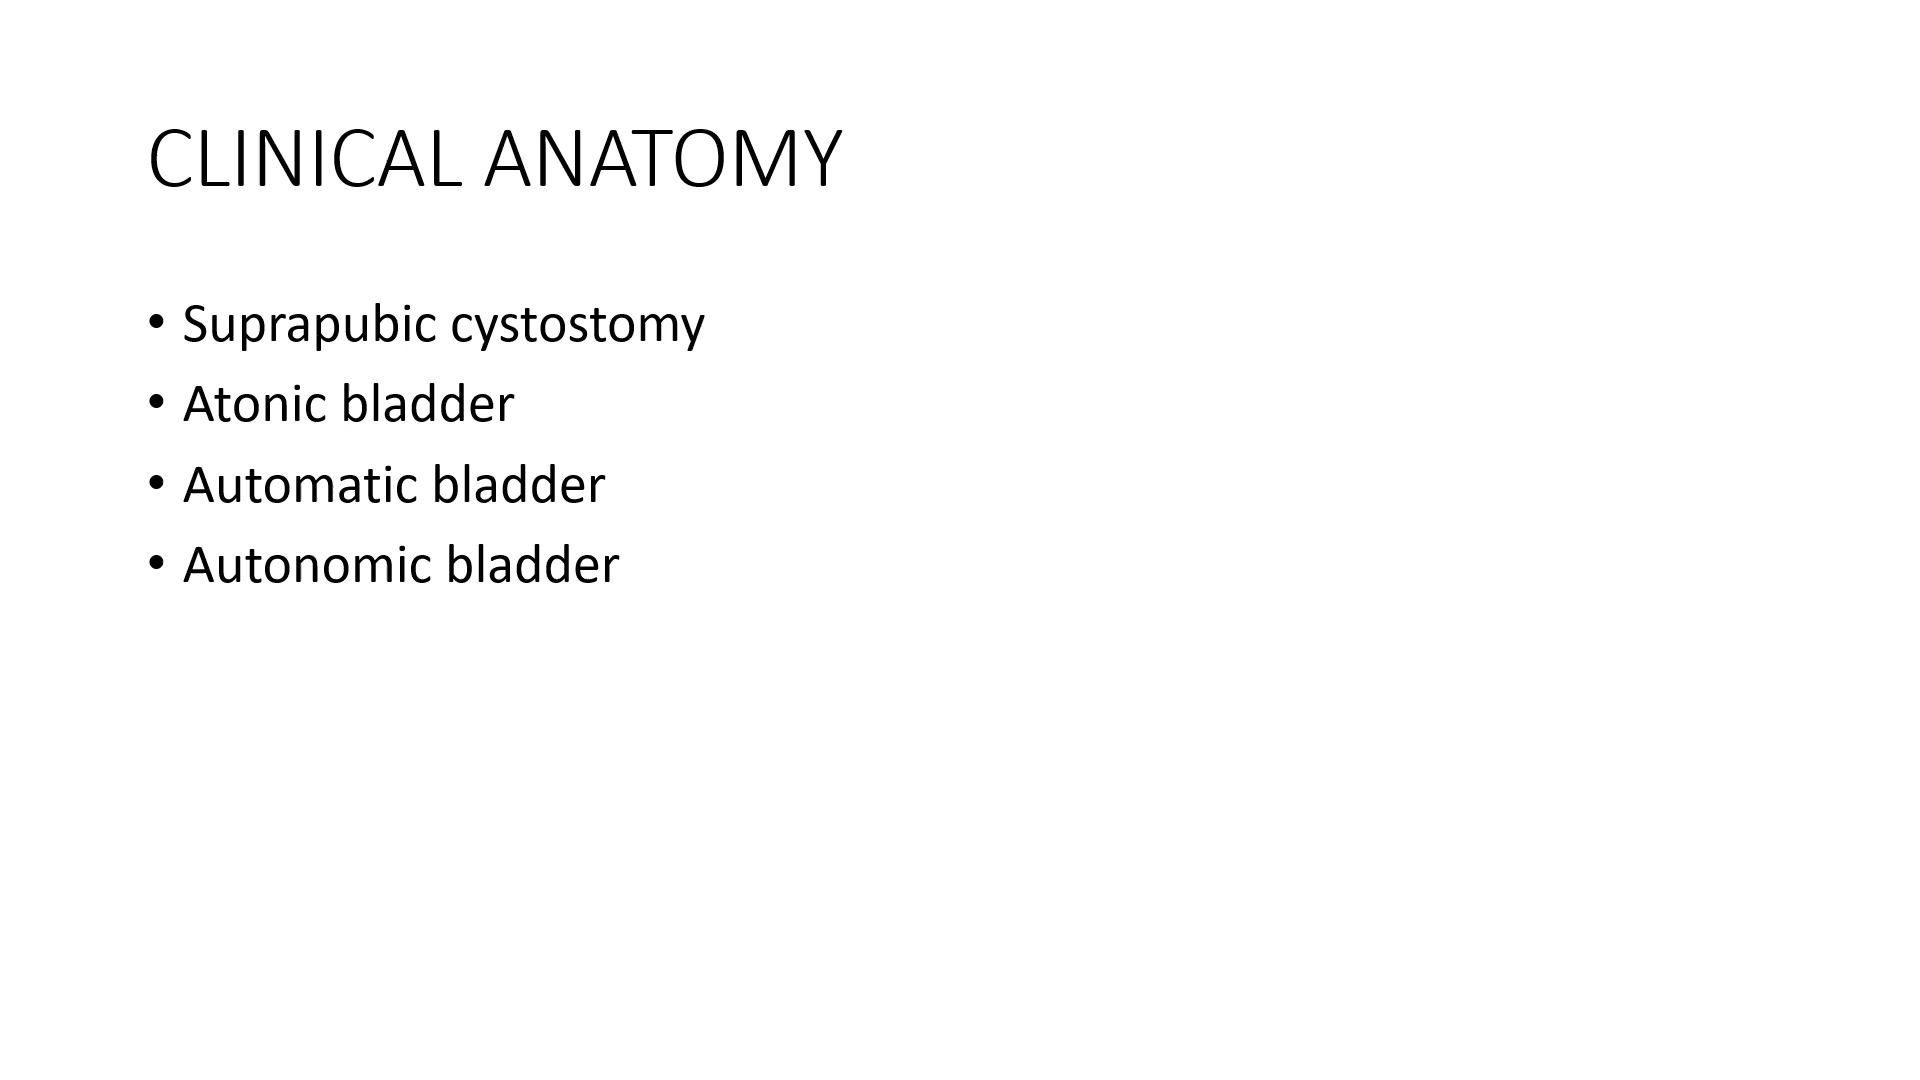 CLINICAL ANATOMY
• Suprapubic cystostomy
• Atonic bladder
• Automatic bladder
• Autonomic bladder